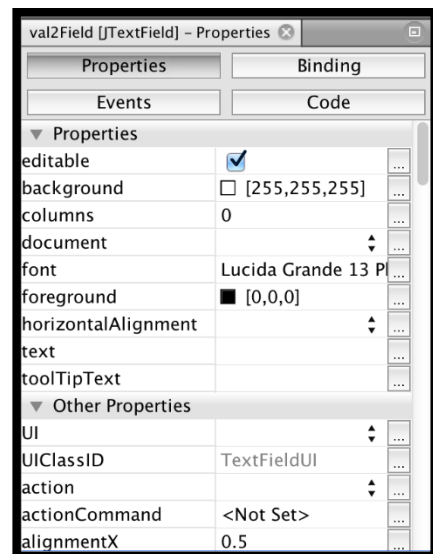 val2Field [JTextField] – Properties
Properties Binding
Events Code
Properties
editable ...
background [255,255,255] ...
columns 0 ...
document ...
font Lucida Grande 13 Pl ...
foreground [0,0,0] ...
horizontalAlignment ...
text ...
toolTipText ...
Other Properties
UI ...
UIClassID TextFieldUI ...
action ...
actionCommand <Not Set> ...
alignmentX 0.5 ...